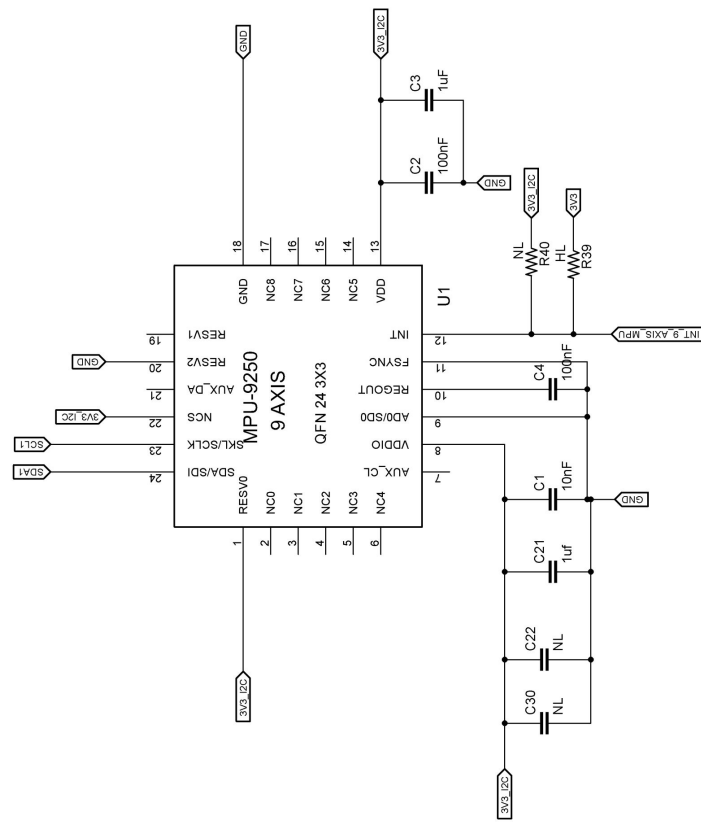 GND
3V3_I2C
C3
1uF
C2
100nF
GND
3V3_I2C
3V3
NL
R40
HL
R39
INT_9_AXIS_MPU
18
17
16
15
14
13
GND
NC8
NC7
NC6
NC5
VDD
U1
19
20
21
22
23
24
RESV1
RESV2
AUX_DA
NCS
SKL/SCLK
SDA/SDI
GND
3V3_I2C
SCL1
SDA1
MPU-9250
9 AXIS
QFN 24 3X3
INT
FSYNC
REGOUT
AD0/SD0
VDDIO
AUX_CL
12
11
10
9
8
7
C4
100nF
RESV0
NC0
NC1
NC2
NC3
NC4
1
2
3
4
5
6
3V3_I2C
C1
10nF
C21
1uf
C22
NL
C30
NL
GND
3V3_I2C